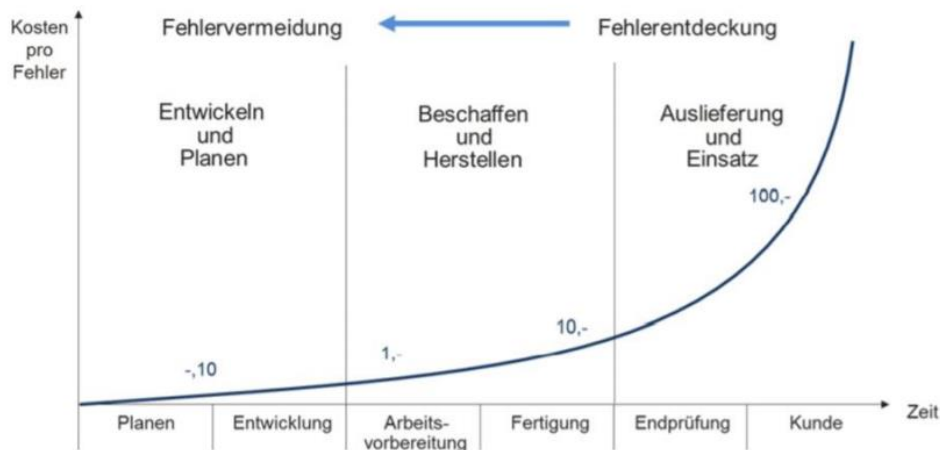 Kosten
pro
Fehler
Fehlervermeidung
Fehlerentdeckung
Entwickeln
und
Planen
Beschaffen
und
Herstellen
Auslieferung
und
Einsatz
100,-
10,-
1,-
-,10
Zeit
Planen
Entwicklung
Arbeits-
vorbereitung
Fertigung
Endprüfung
Kunde